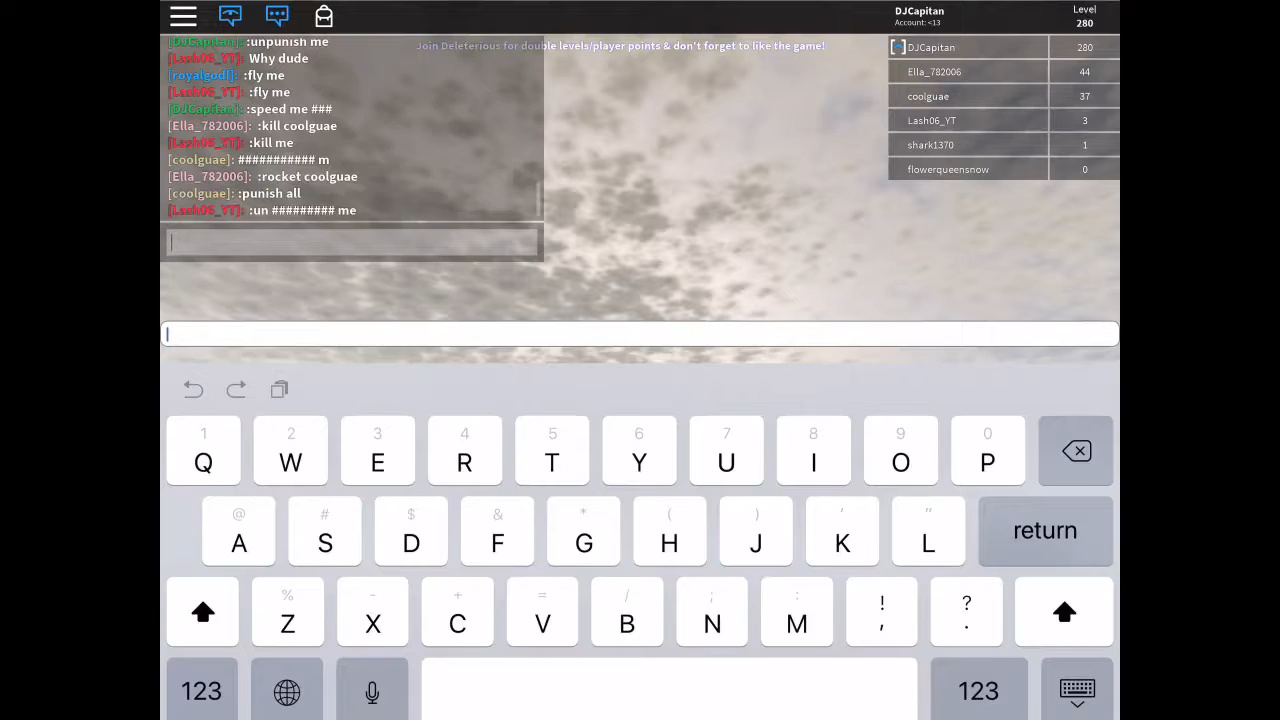 DJCapitan
Account: <13
Level
280
[DJCapitan]: :unpunish me
[Lash06_YT]: Why dude
[royalgod]: :fly me
[Lash06_YT]: :fly me
[DJCapitan]: :speed me ###
[Ella_782006]: :kill coolguae
[Lash06_YT]: :kill me
[coolguae]: ########### m
[Ella_782006]: :rocket coolguae
[coolguae]: :punish all
[Lash06_YT]: :un ######### me
Join Deleterious for double levels/player points & don't forget to like the game!
DJCapitan 280
Ella_782006 44
coolguae 37
Lash06_YT 3
shark1370 1
flowerqueensnow 0
1 2 3 4 5 6 7 8 9 0
Q W E R T Y U I O P
@ # $ & * ( ) ' "
A S D F G H J K L return
% - + = / ; : ! ?
Z X C V B N M , .
123 123